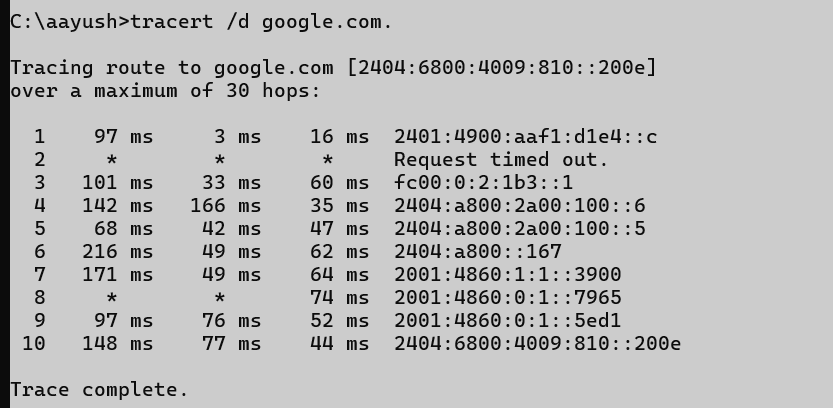 C:\aayush>tracert /d google.com.
Tracing route to google.com [2404:6800:4009:810::200e]
over a maximum of 30 hops:
1 97 ms 3 ms 16 ms 2401:4900:aaf1:d1e4::c
2 * * * Request timed out.
3 101 ms 33 ms 60 ms fc00:0:2:1b3::1
4 142 ms 166 ms 35 ms 2404:a800:2a00:100::6
5 68 ms 42 ms 47 ms 2404:a800:2a00:100::5
6 216 ms 49 ms 62 ms 2404:a800::167
7 171 ms 49 ms 64 ms 2001:4860:1:1::3900
8 * * 74 ms 2001:4860:0:1::7965
9 97 ms 76 ms 52 ms 2001:4860:0:1::5ed1
10 148 ms 77 ms 44 ms 2404:6800:4009:810::200e
Trace complete.